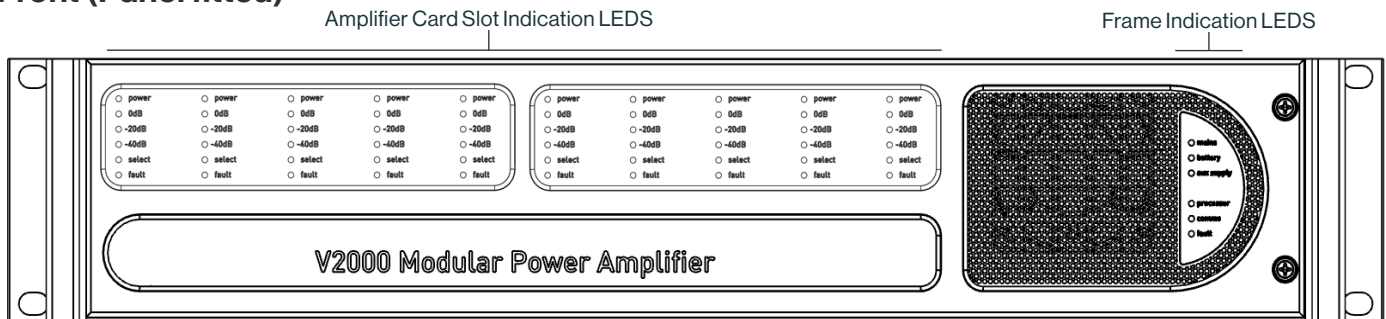 Front (Panel fitted)
Amplifier Card Slot Indication LEDS
Frame Indication LEDS
power power power power power power power power power power
0dB 0dB 0dB 0dB 0dB 0dB 0dB 0dB 0dB 0dB
-20dB -20dB -20dB -20dB -20dB -20dB -20dB -20dB -20dB -20dB
-40dB -40dB -40dB -40dB -40dB -40dB -40dB -40dB -40dB -40dB
select select select select select select select select select select
fault fault fault fault fault fault fault fault fault fault
mains
battery
aux supply
processor
comms
fault
V2000 Modular Power Amplifier